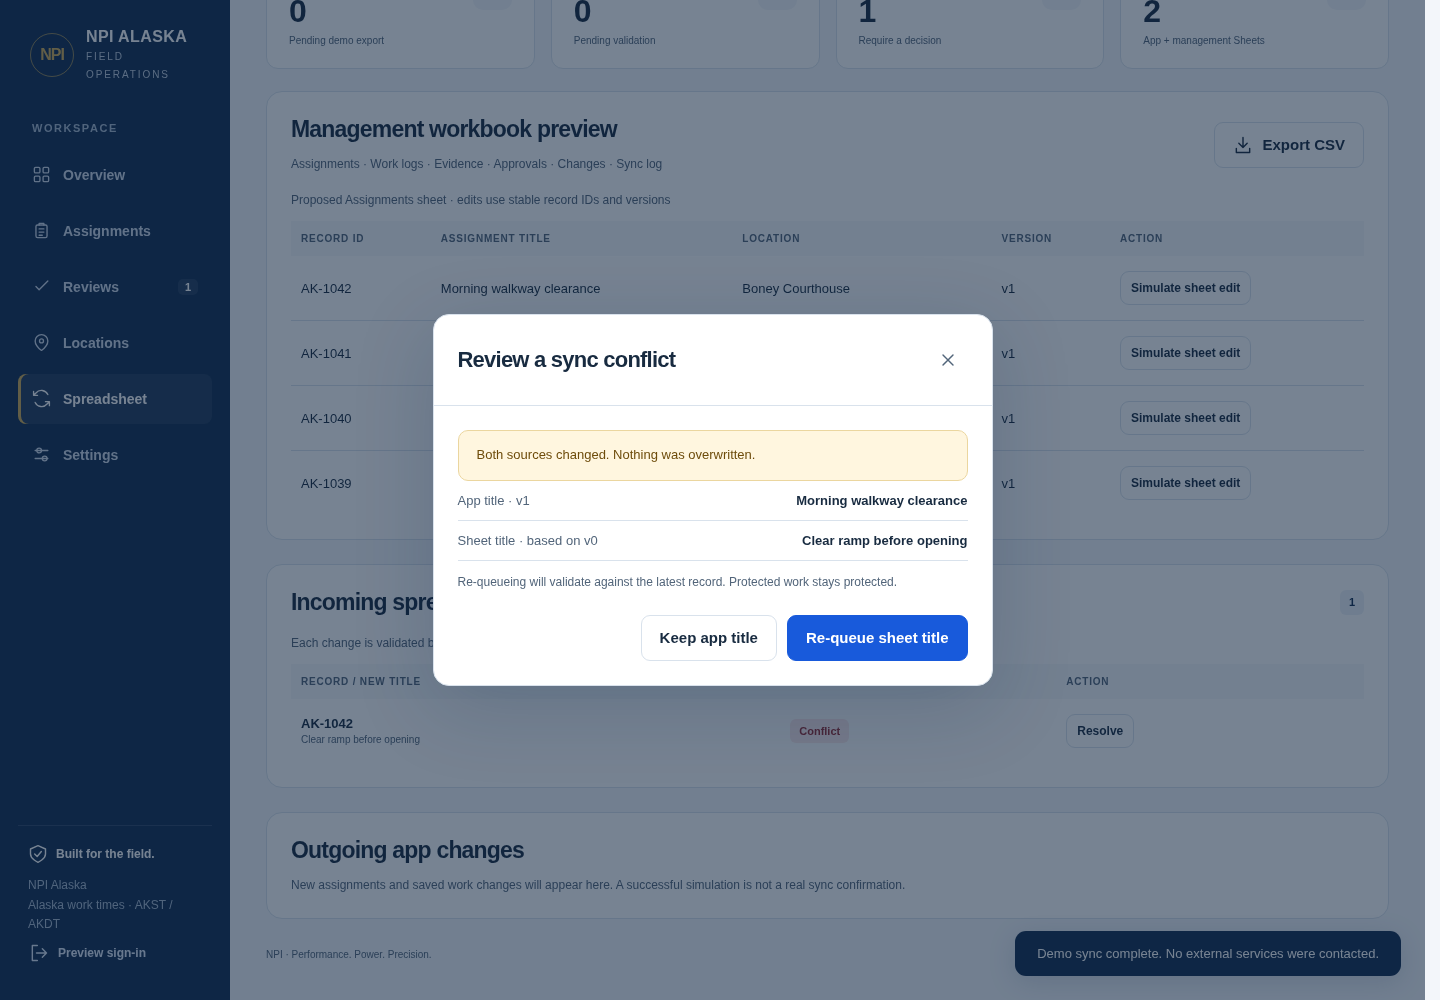 NPI
NPI ALASKA
FIELD
OPERATIONS
WORKSPACE
Overview
Assignments
Reviews 1
Locations
Spreadsheet
Settings
Built for the field.
NPI Alaska
Alaska work times · AKST /
AKDT
Preview sign-in
0 0 1 2
Pending demo export Pending validation Require a decision App + management Sheets
Management workbook preview
Export CSV
Assignments · Work logs · Evidence · Approvals · Changes · Sync log
Proposed Assignments sheet · edits use stable record IDs and versions
RECORD ID ASSIGNMENT TITLE LOCATION VERSION ACTION
AK-1042 Morning walkway clearance Boney Courthouse v1 Simulate sheet edit
AK-1041 v1 Simulate sheet edit
AK-1040 v1 Simulate sheet edit
AK-1039 v1 Simulate sheet edit
Review a sync conflict
Both sources changed. Nothing was overwritten.
App title · v1 Morning walkway clearance
Sheet title · based on v0 Clear ramp before opening
Re-queueing will validate against the latest record. Protected work stays protected.
Keep app title Re-queue sheet title
Incoming spre 1
Each change is validated b
RECORD / NEW TITLE ACTION
AK-1042
Clear ramp before opening
Conflict Resolve
Outgoing app changes
New assignments and saved work changes will appear here. A successful simulation is not a real sync confirmation.
NPI · Performance. Power. Precision.
Demo sync complete. No external services were contacted.